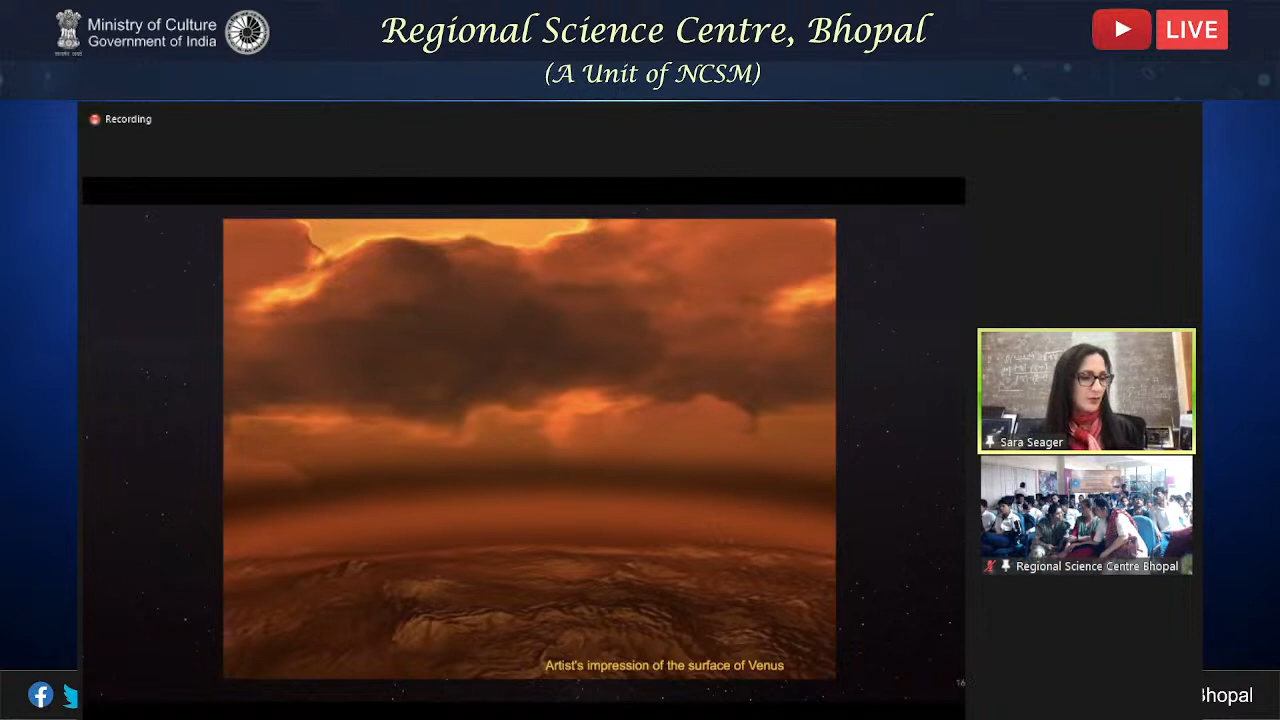 Ministry of Culture
Government of India
Regional Science Centre, Bhopal
(A Unit of NCSM)
LIVE
Recording
Sara Seager
Regional Science Centre Bhopal
Artist's impression of the surface of Venus
16
Bhopal